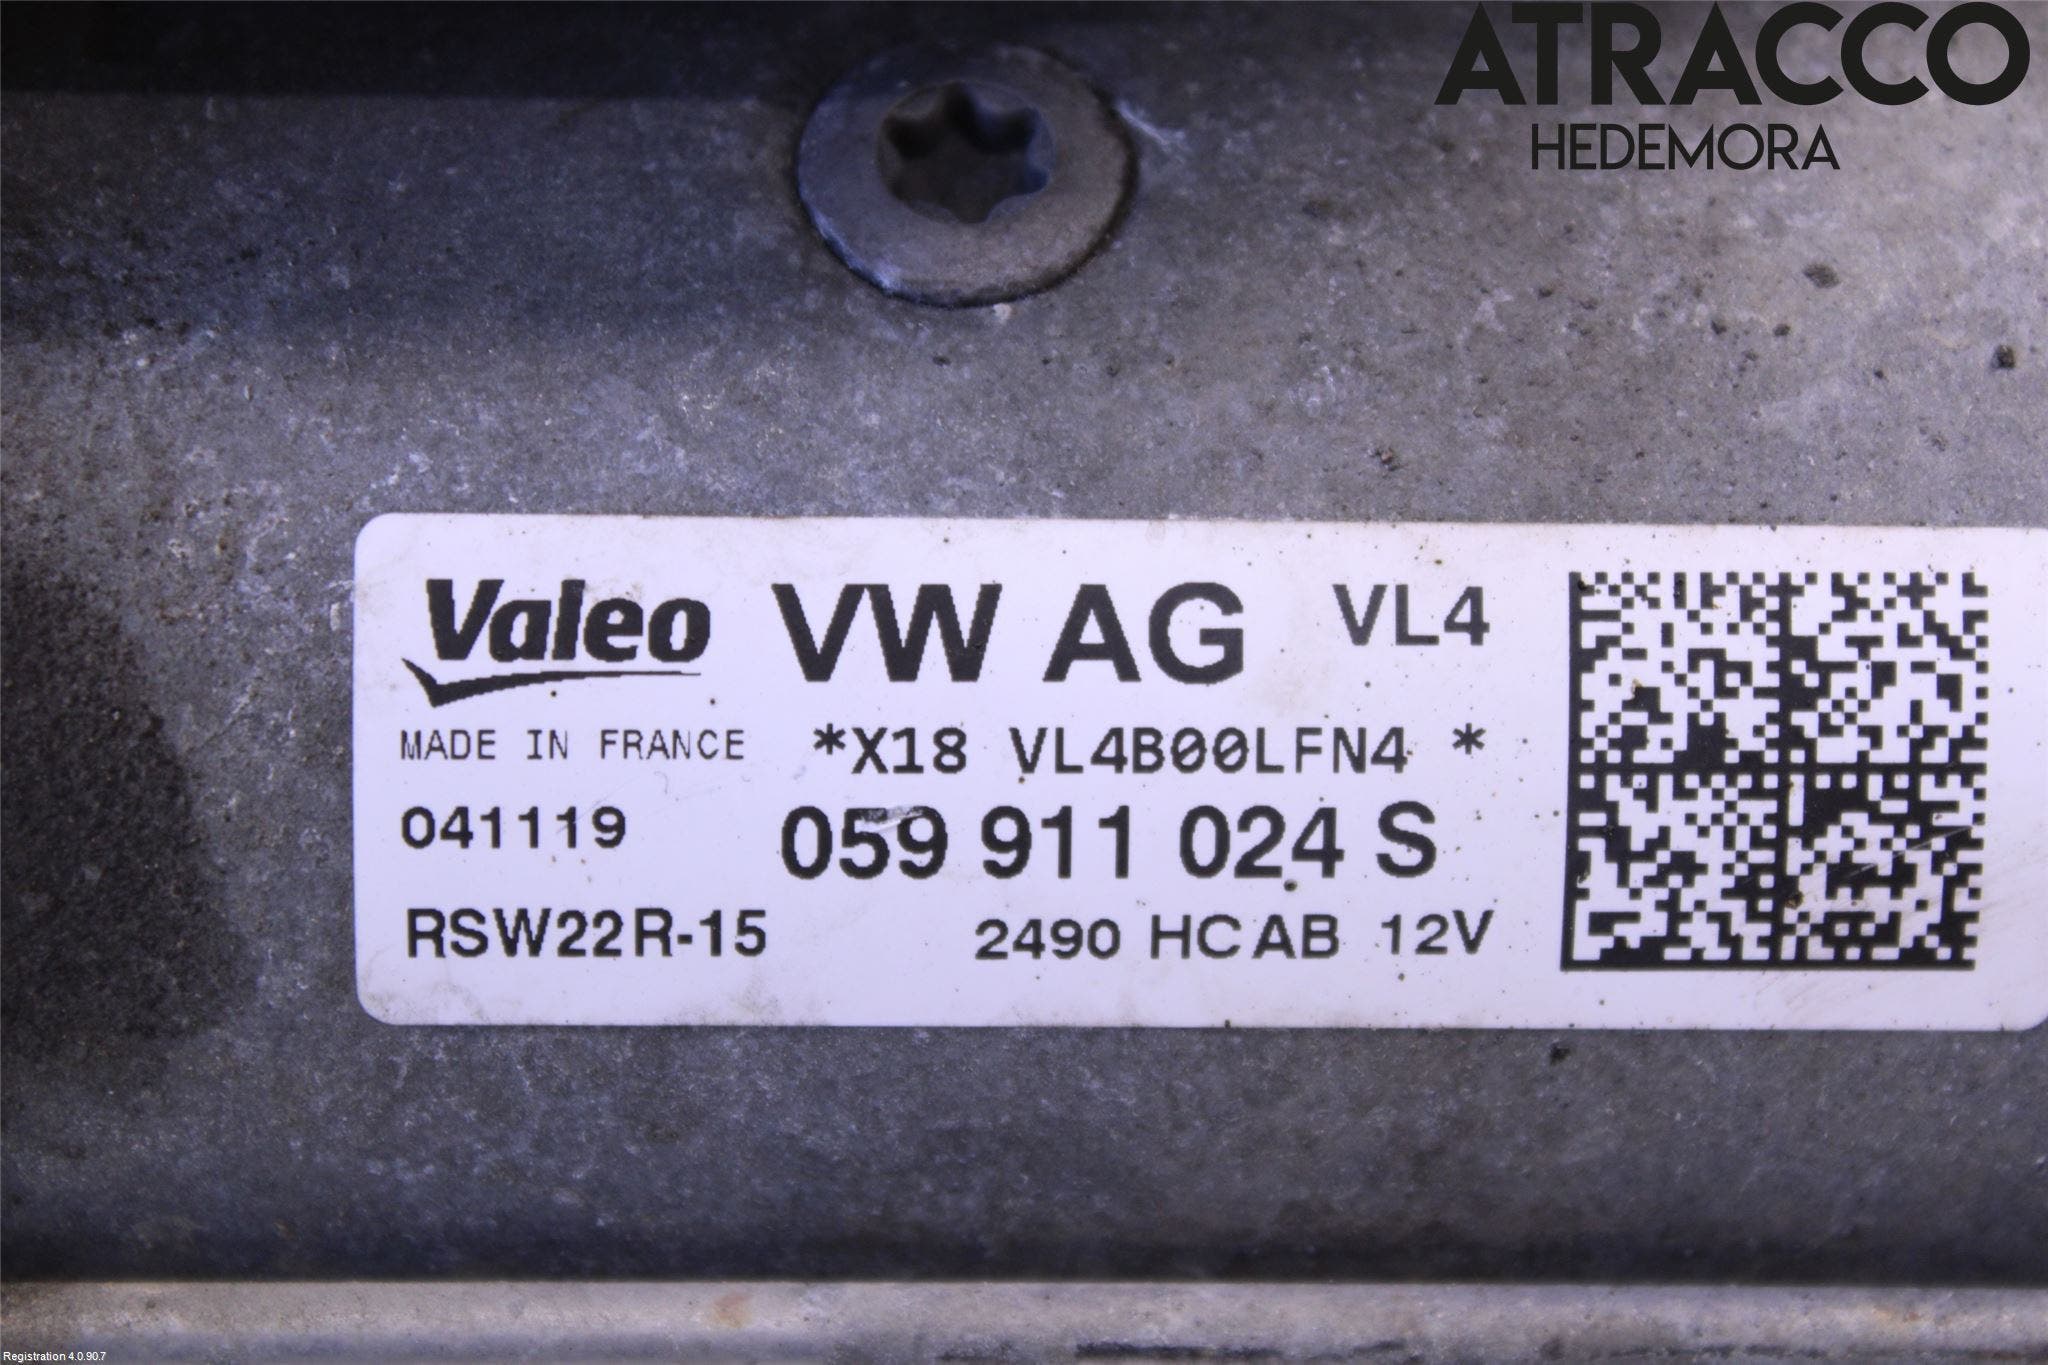 ATRACCO
HEDEMORA
Valeo VW AG VL4
MADE IN FRANCE *X18 VL4B00LFN4 *
041119 059 911 024 S
RSW22R-15 2490 HCAB 12V
Registration 4.0.90.7